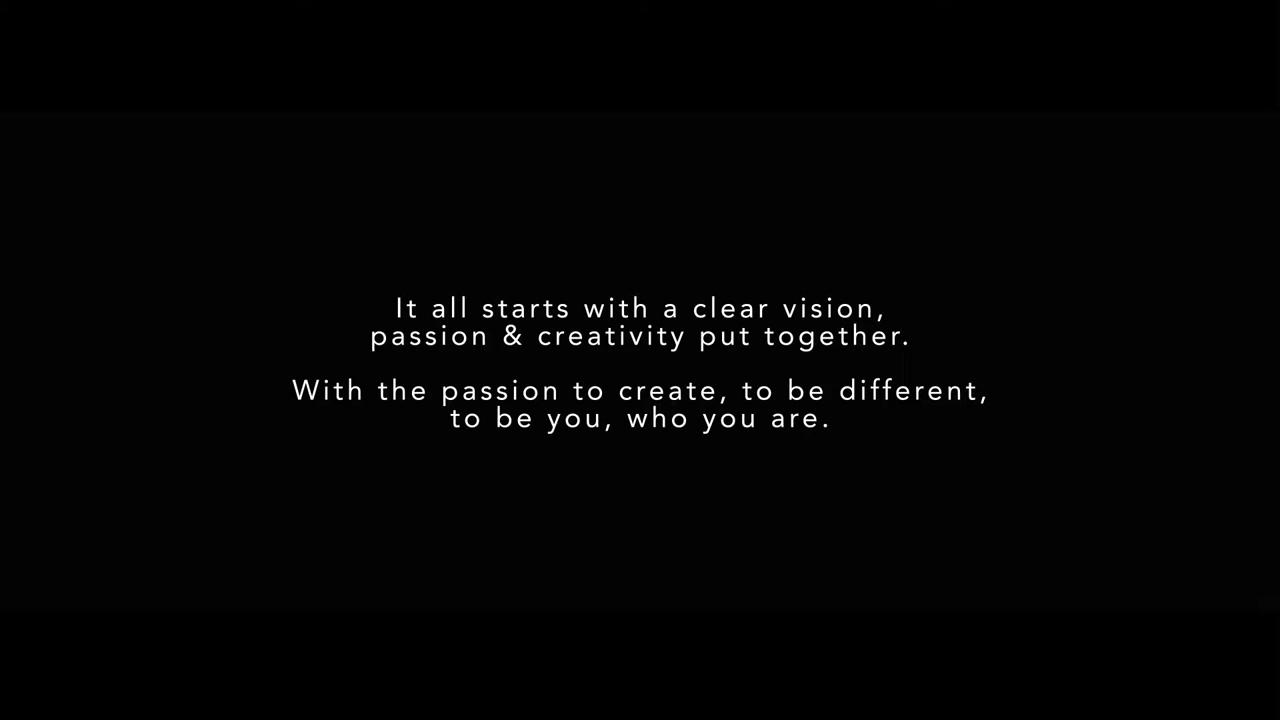 It all starts with a clear vision,
passion & creativity put together.
With the passion to create, to be different,
to be you, who you are.